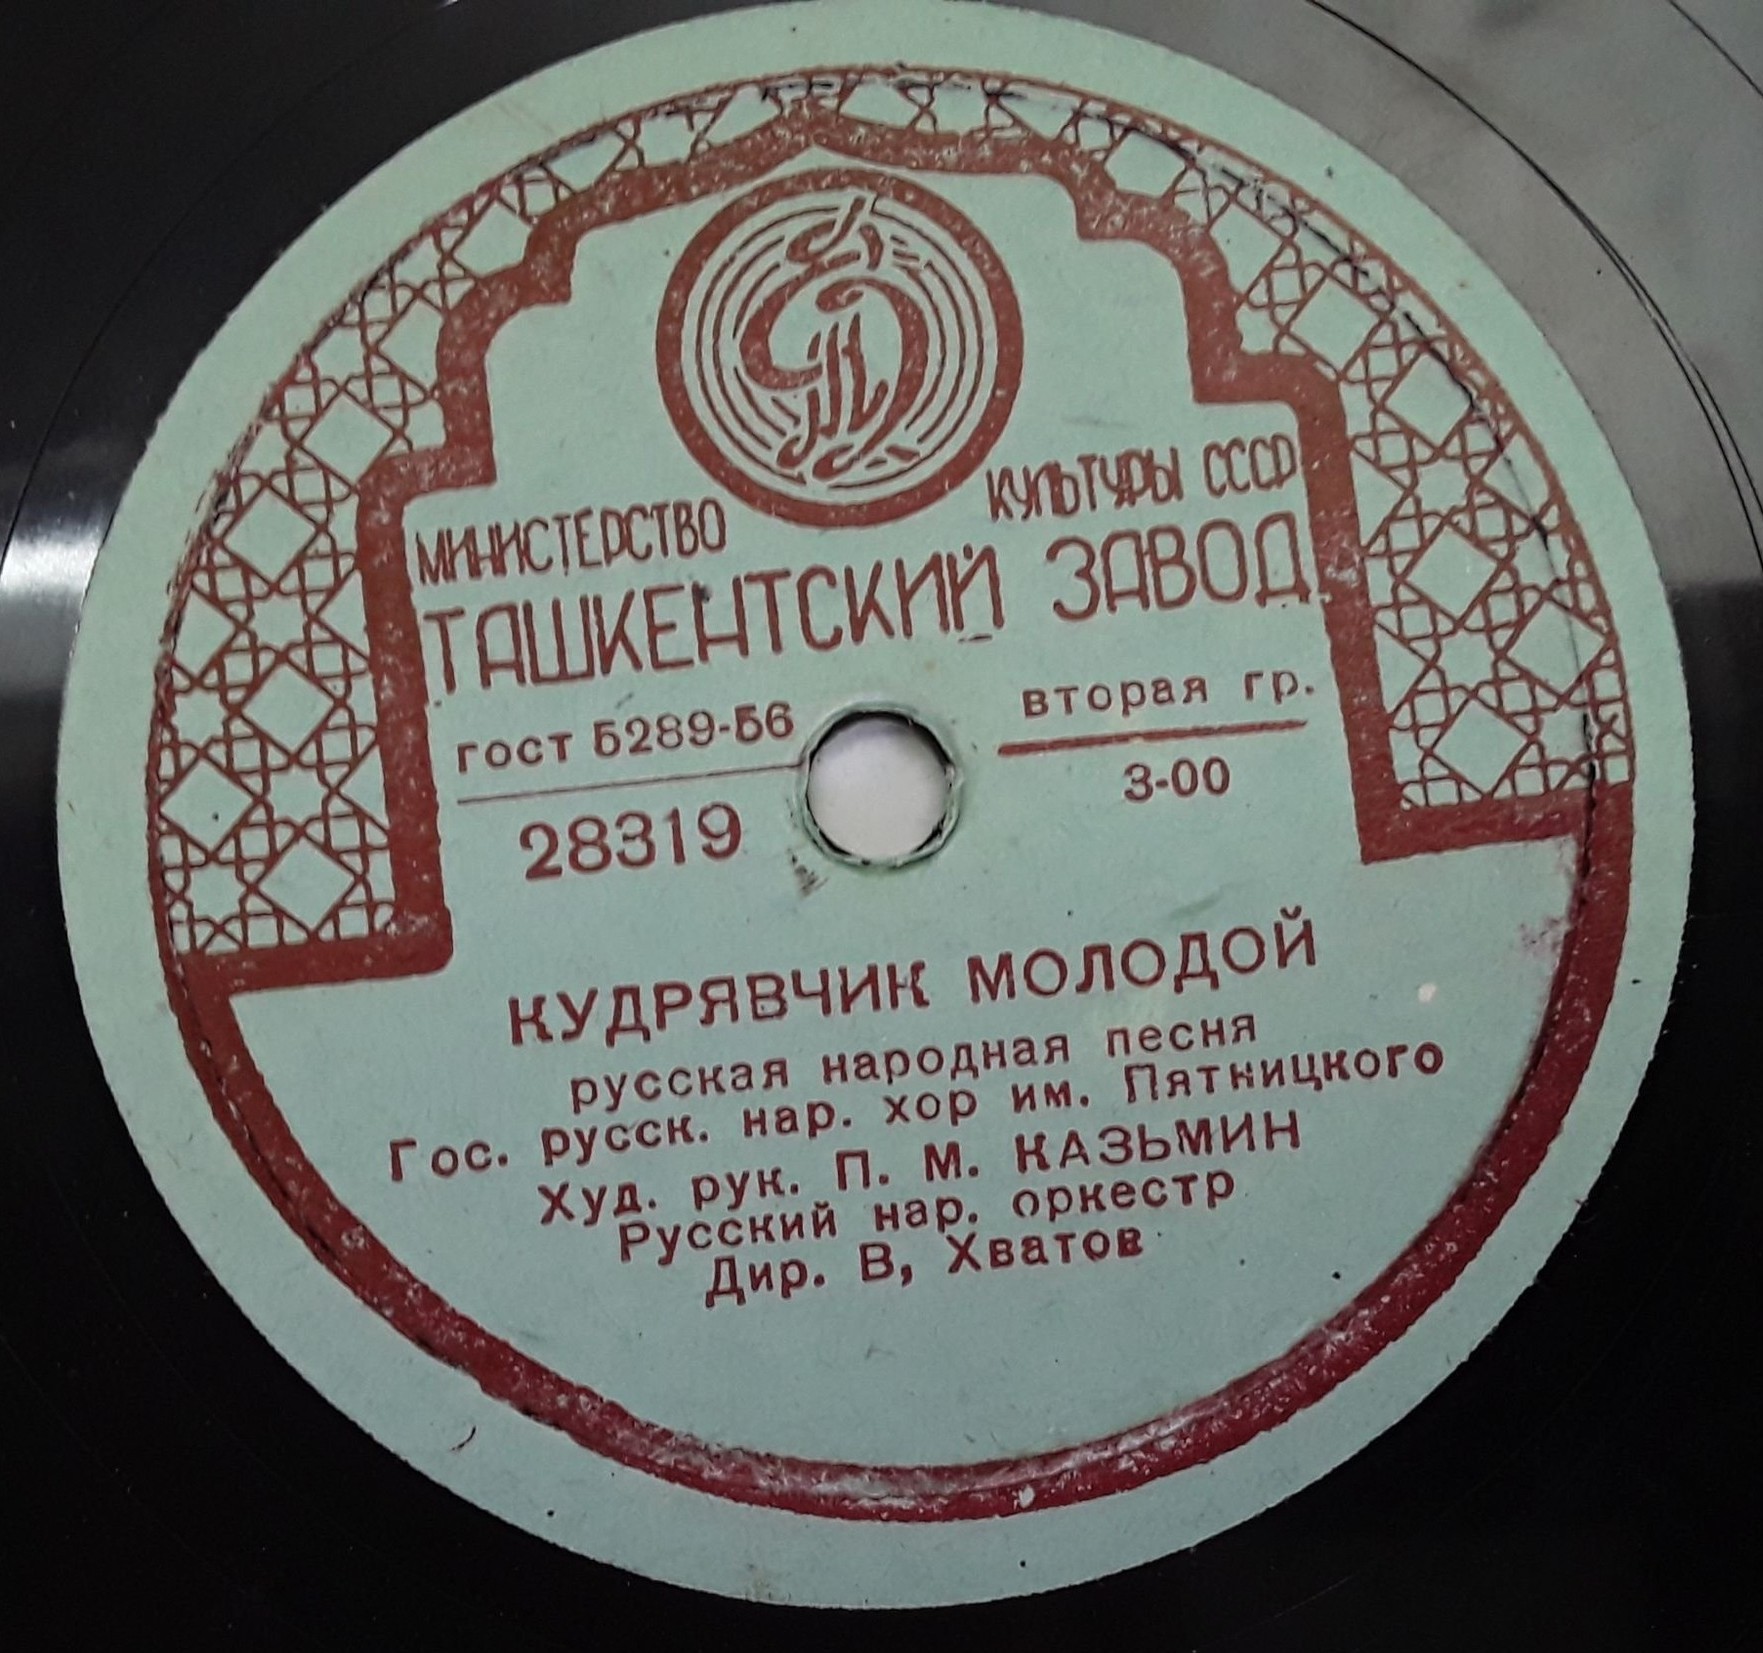 МИНИСТЕРСТВО КУЛЬТУРЫ СССР
ТАШКЕНТСКИЙ ЗАВОД
гост 5289-56 вторая гр.
28319 3-00
КУДРЯВЧИК МОЛОДОЙ
русская народная песня
Гос. русск. нар. хор им. Пятницкого
Худ. рук. П. М. КАЗЬМИН
Русский нар. оркестр
Дир. В, Хватов